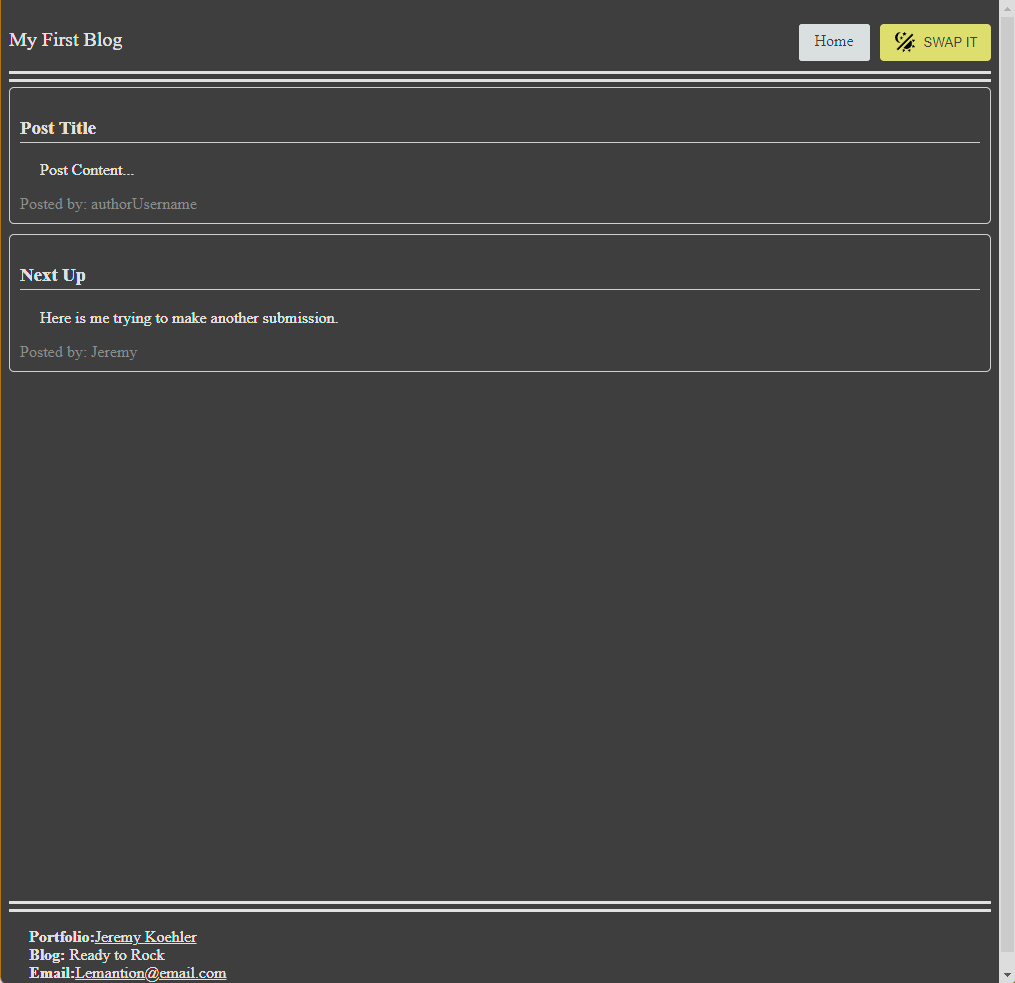 My First Blog
Home
SWAP IT
Post Title
Post Content...
Posted by: authorUsername
Next Up
Here is me trying to make another submission.
Posted by: Jeremy
Portfolio:Jeremy Koehler
Blog: Ready to Rock
Email:Lemantion@email.com